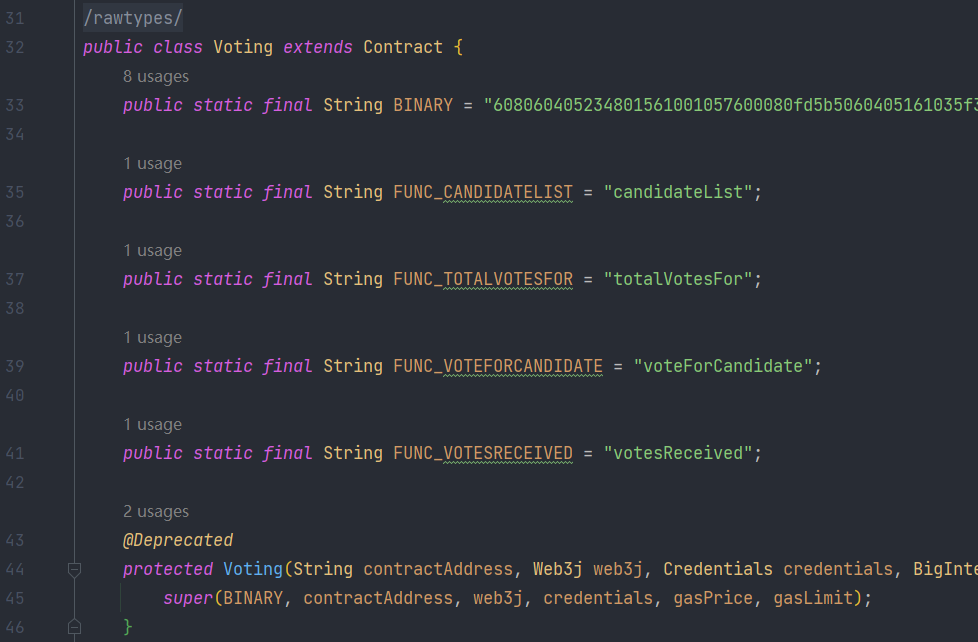 31 /rawtypes/
32 public class Voting extends Contract {
8 usages
33 public static final String BINARY = "608060405234801561001057600080fd5b5060405161035f3
34
1 usage
35 public static final String FUNC_CANDIDATELIST = "candidateList";
36
1 usage
37 public static final String FUNC_TOTALVOTESFOR = "totalVotesFor";
38
1 usage
39 public static final String FUNC_VOTEFORCANDIDATE = "voteForCandidate";
40
1 usage
41 public static final String FUNC_VOTESRECEIVED = "votesReceived";
42
2 usages
43 @Deprecated
44 protected Voting(String contractAddress, Web3j web3j, Credentials credentials, BigInte
45 super(BINARY, contractAddress, web3j, credentials, gasPrice, gasLimit);
46 }